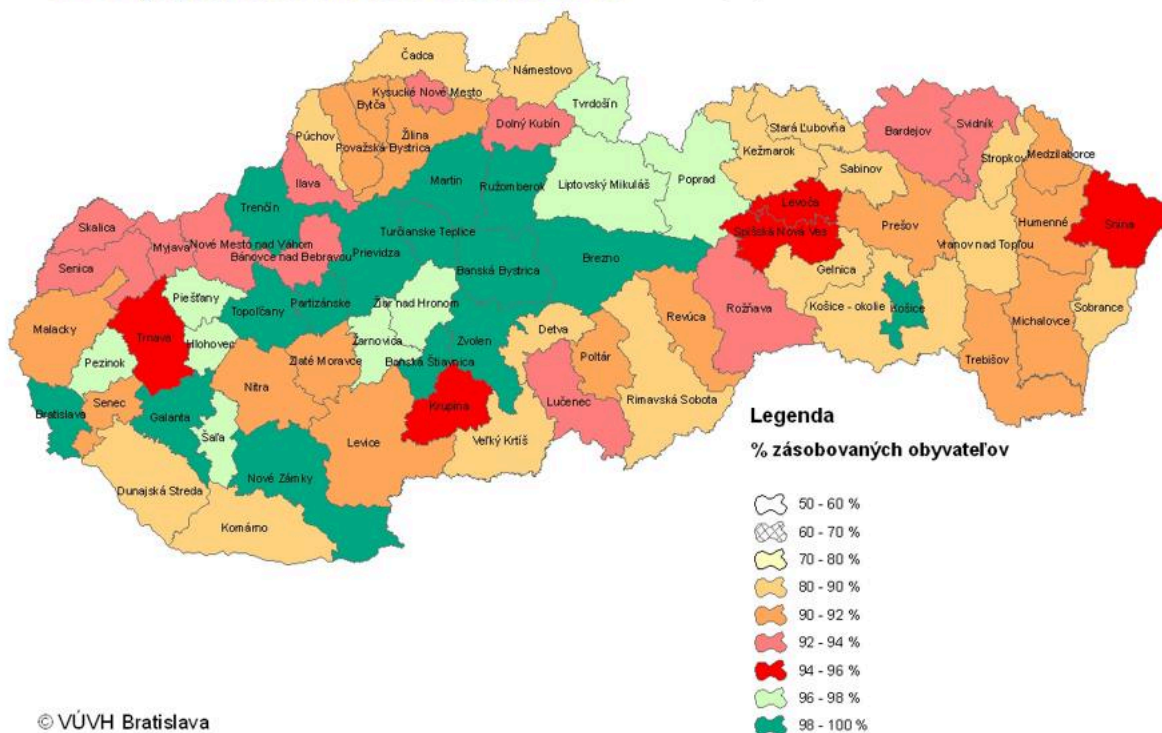 Čadca
Námestovo
Kysucké Nové Mesto
Tvrdošín
Bytča
Dolný Kubín
Púchov
Žilina
Považská Bystrica
Stará Ľubovňa
Bardejov
Svidník
Kežmarok
Stropkov
Medzilaborce
Sabinov
Ilava
Martin
Ružomberok
Liptovský Mikuláš
Poprad
Trenčín
Levoča
Skalica
Turčianske Teplice
Spišská Nová Ves
Prešov
Humenné
Snina
Myjava
Nové Mesto nad Váhom
Bánovce nad Bebravou
Prievidza
Vranov nad Topľou
Senica
Banská Bystrica
Brezno
Gelnica
Piešťany
Topoľčany
Partizánske
Žiar nad Hronom
Rožňava
Košice - okolie
Košice
Sobrance
Malacky
Trnava
Hlohovec
Žarnovica
Detva
Revúca
Michalovce
Pezinok
Zlaté Moravce
Banská Štiavnica
Zvolen
Poltár
Trebišov
Nitra
Bratislava
Senec
Galanta
Krupina
Lučenec
Rimavská Sobota
Šaľa
Levice
Veľký Krtíš
Dunajská Streda
Nové Zámky
Komárno
Legenda
% zásobovaných obyvateľov
50 - 60 %
60 - 70 %
70 - 80 %
80 - 90 %
90 - 92 %
92 - 94 %
94 - 96 %
96 - 98 %
98 - 100 %
© VÚVH Bratislava